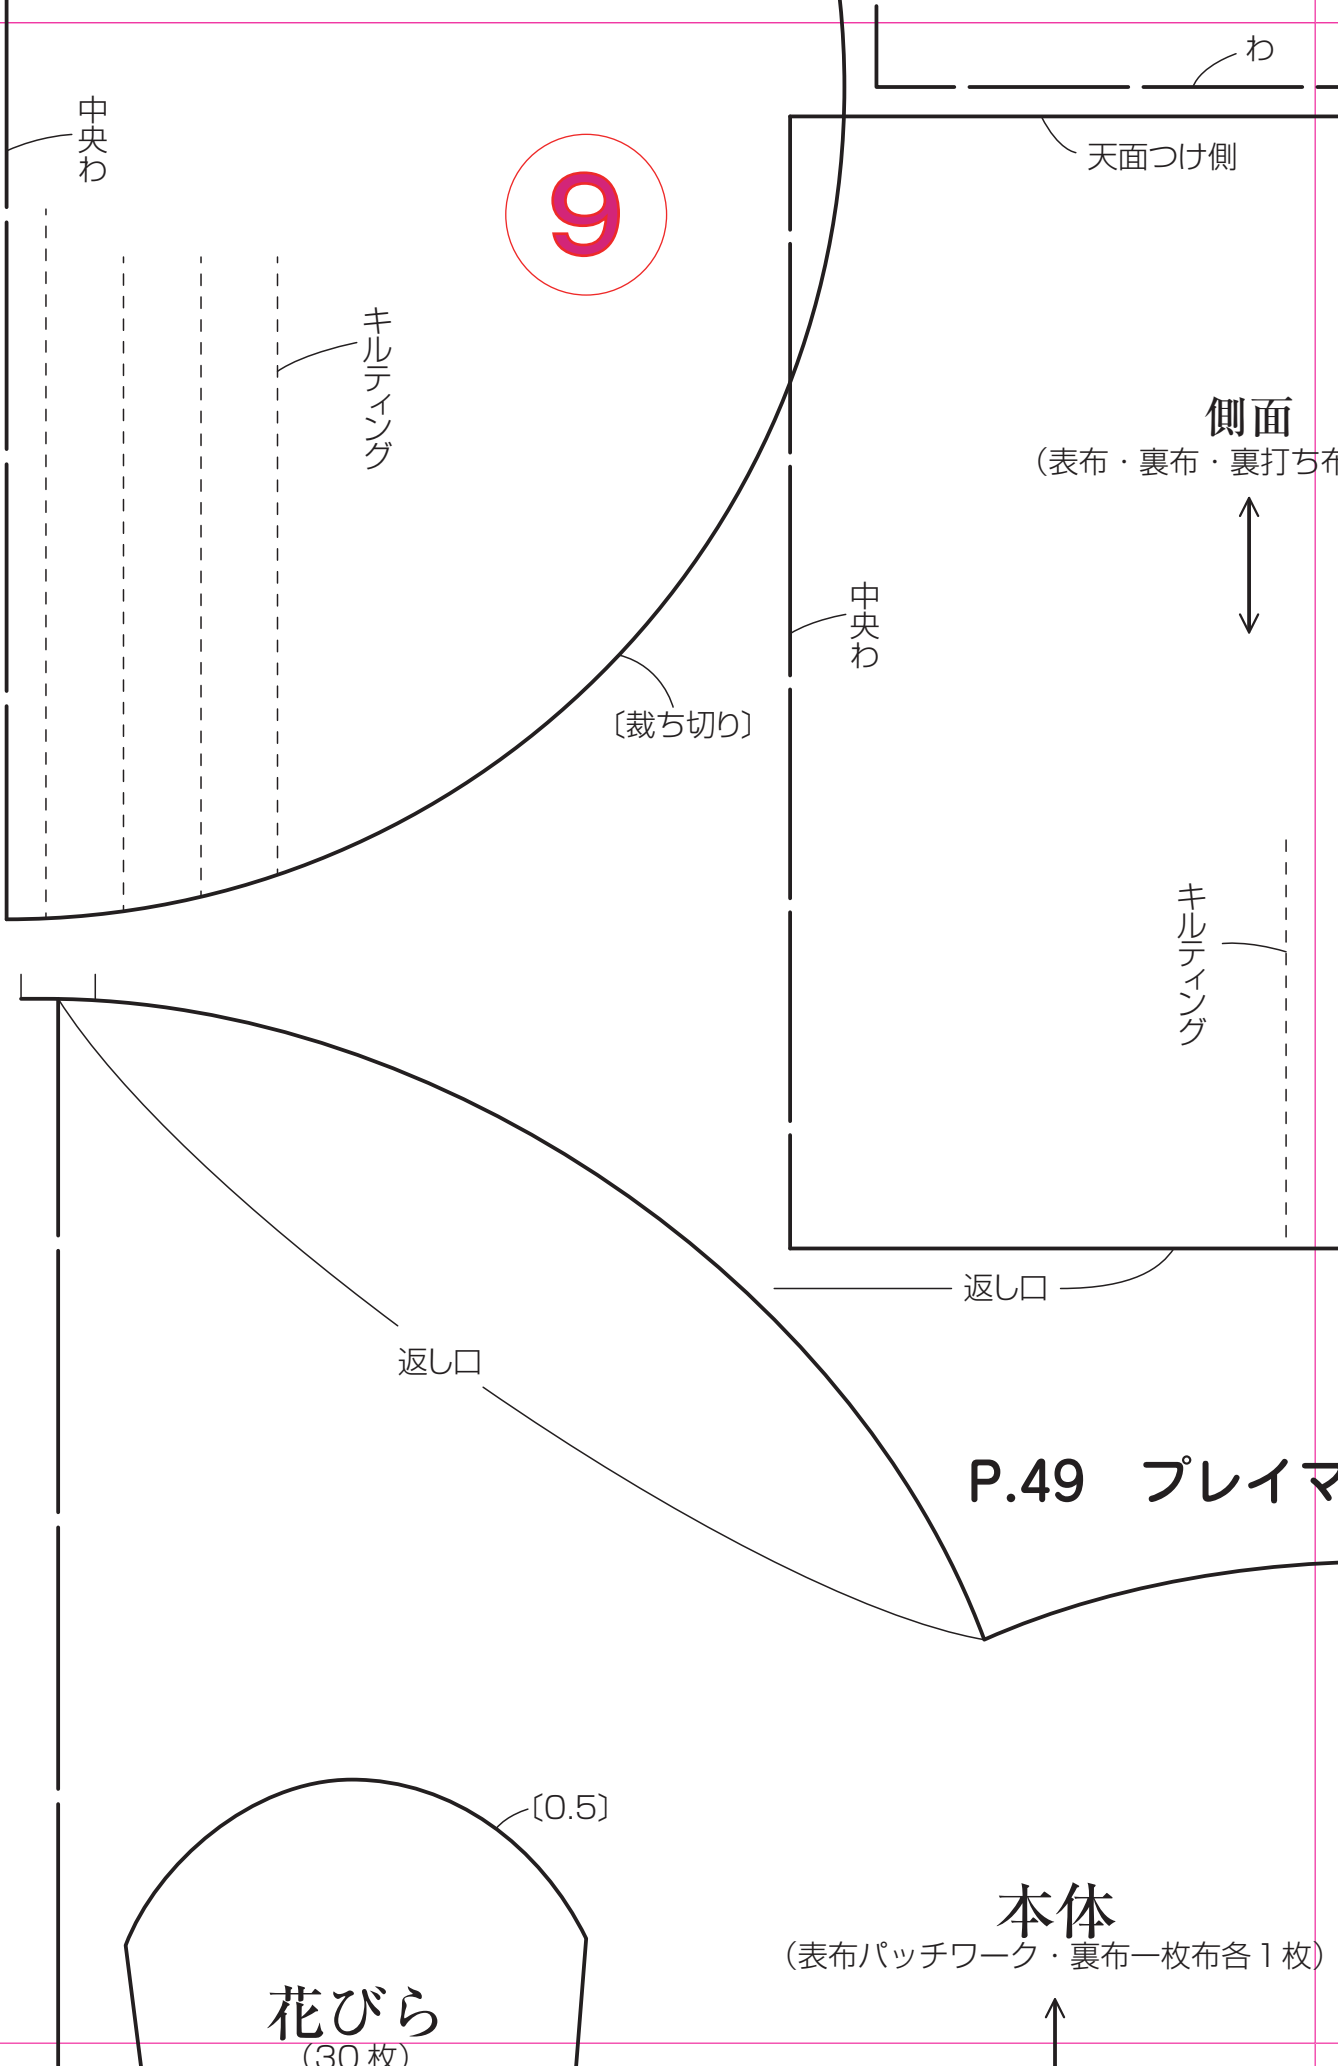 わ
中央わ
天面つけ側
9
キルティング
側面
（表布・裏布・裏打ち布
中央わ
〔裁ち切り〕
キルティング
返し口
返し口
P.49 プレイマ
〔0.5〕
本体
（表布パッチワーク・裏布一枚布各1枚）
花びら
（30枚）